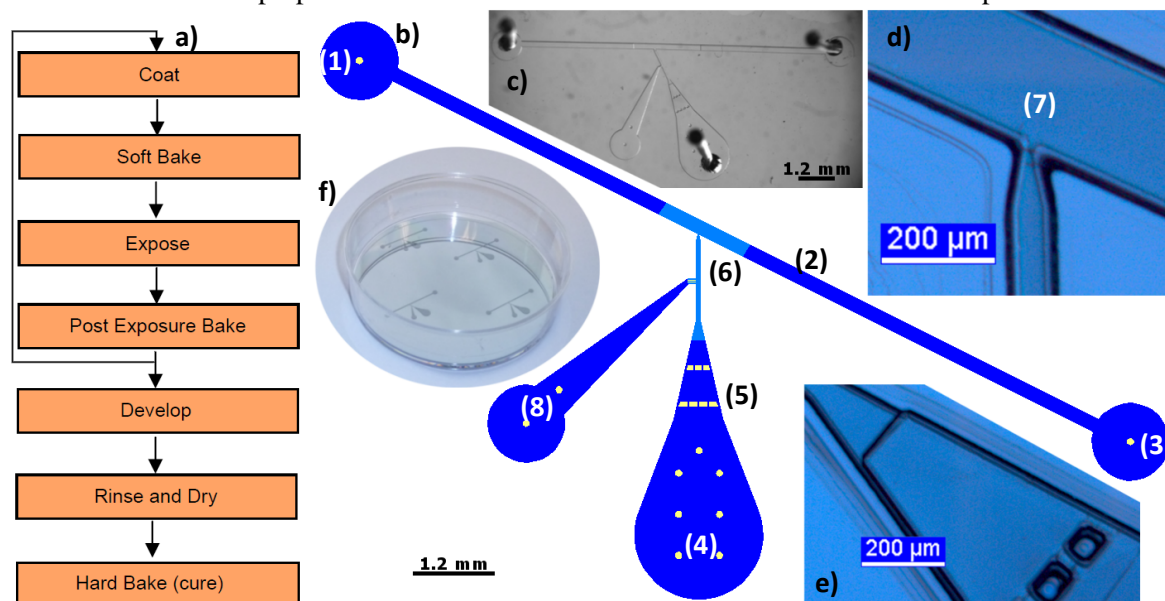 a)
Coat
Soft Bake
Expose
Post Exposure Bake
Develop
Rinse and Dry
Hard Bake (cure)
b)
(1)
(2)
(3
(4)
(5)
(6)
(8)
1.2 mm
c)
1.2 mm
d)
(7)
200 µm
e)
200 µm
f)